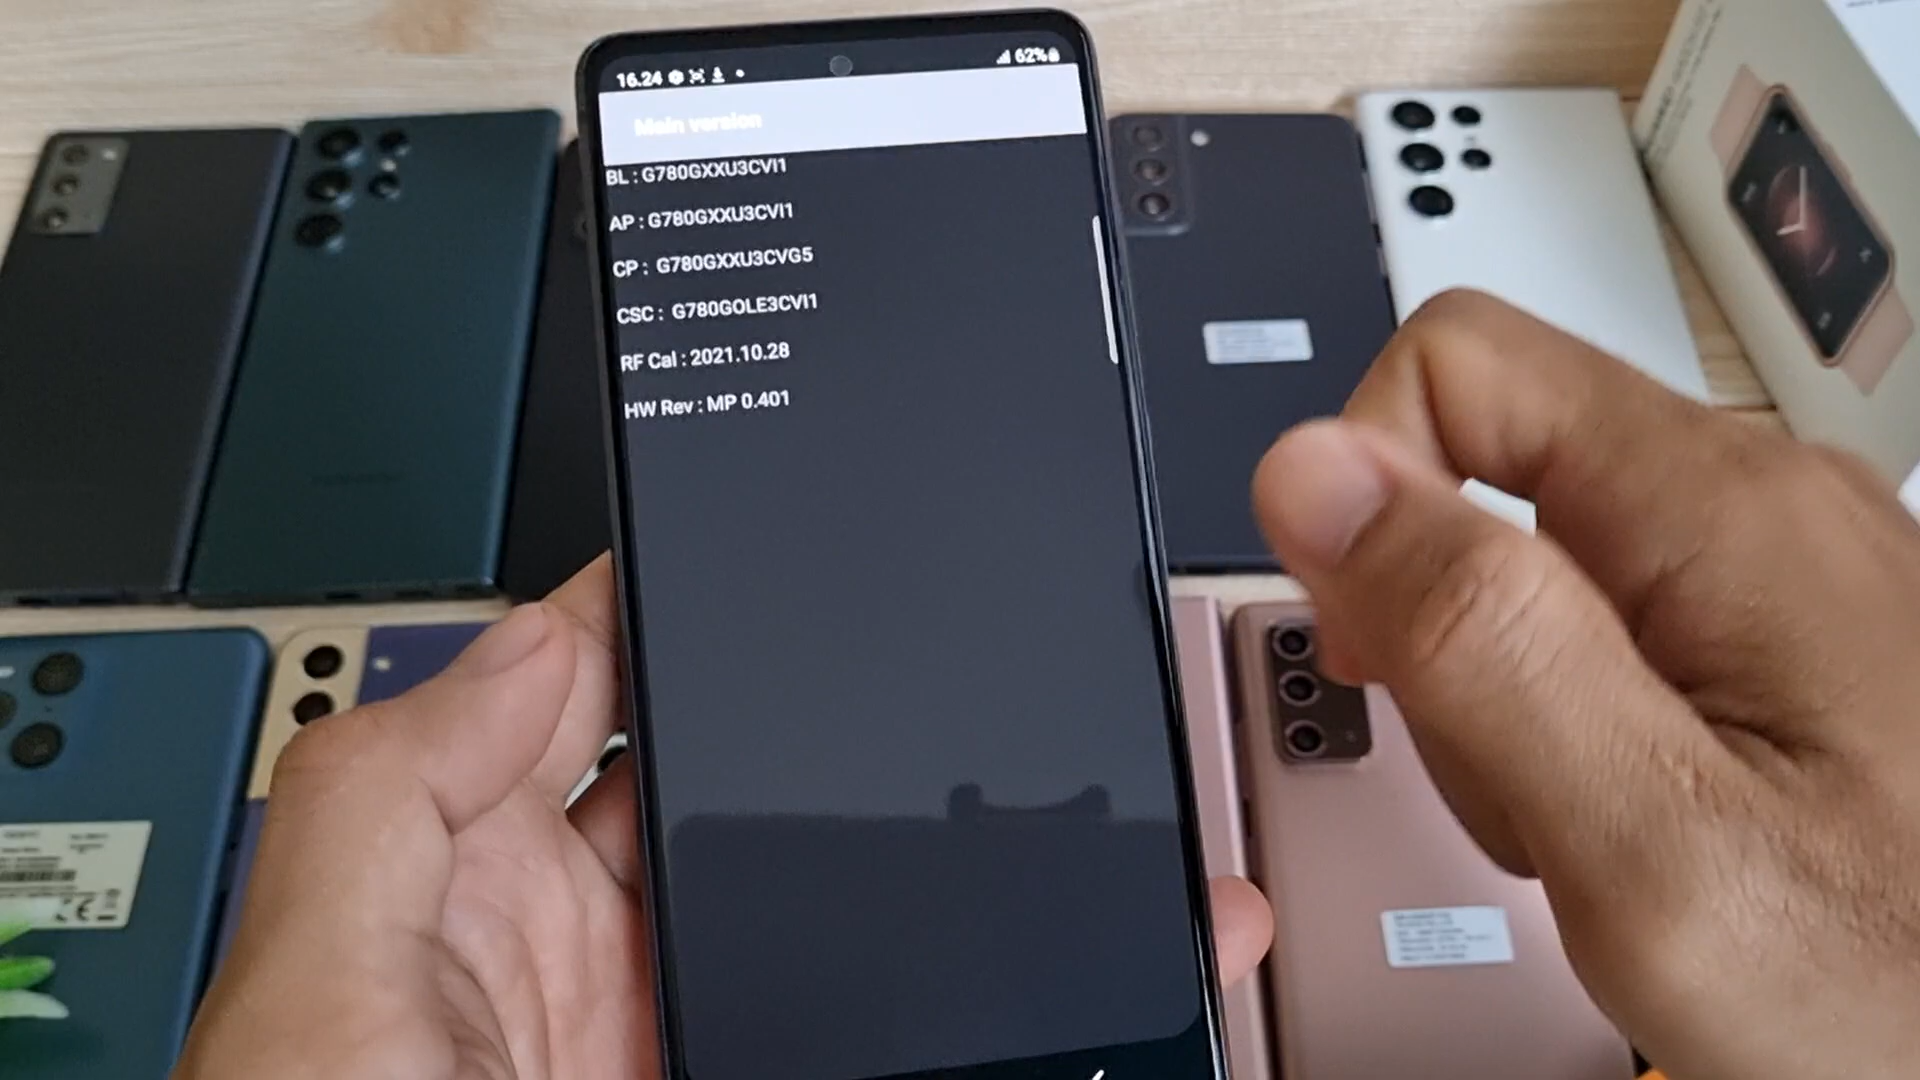 16.24 62%
Main version
BL : G780GXXU3CVI1
AP : G780GXXU3CVI1
CP : G780GXXU3CVG5
CSC : G780GOLE3CVI1
RF Cal : 2021.10.28
HW Rev : MP 0.401